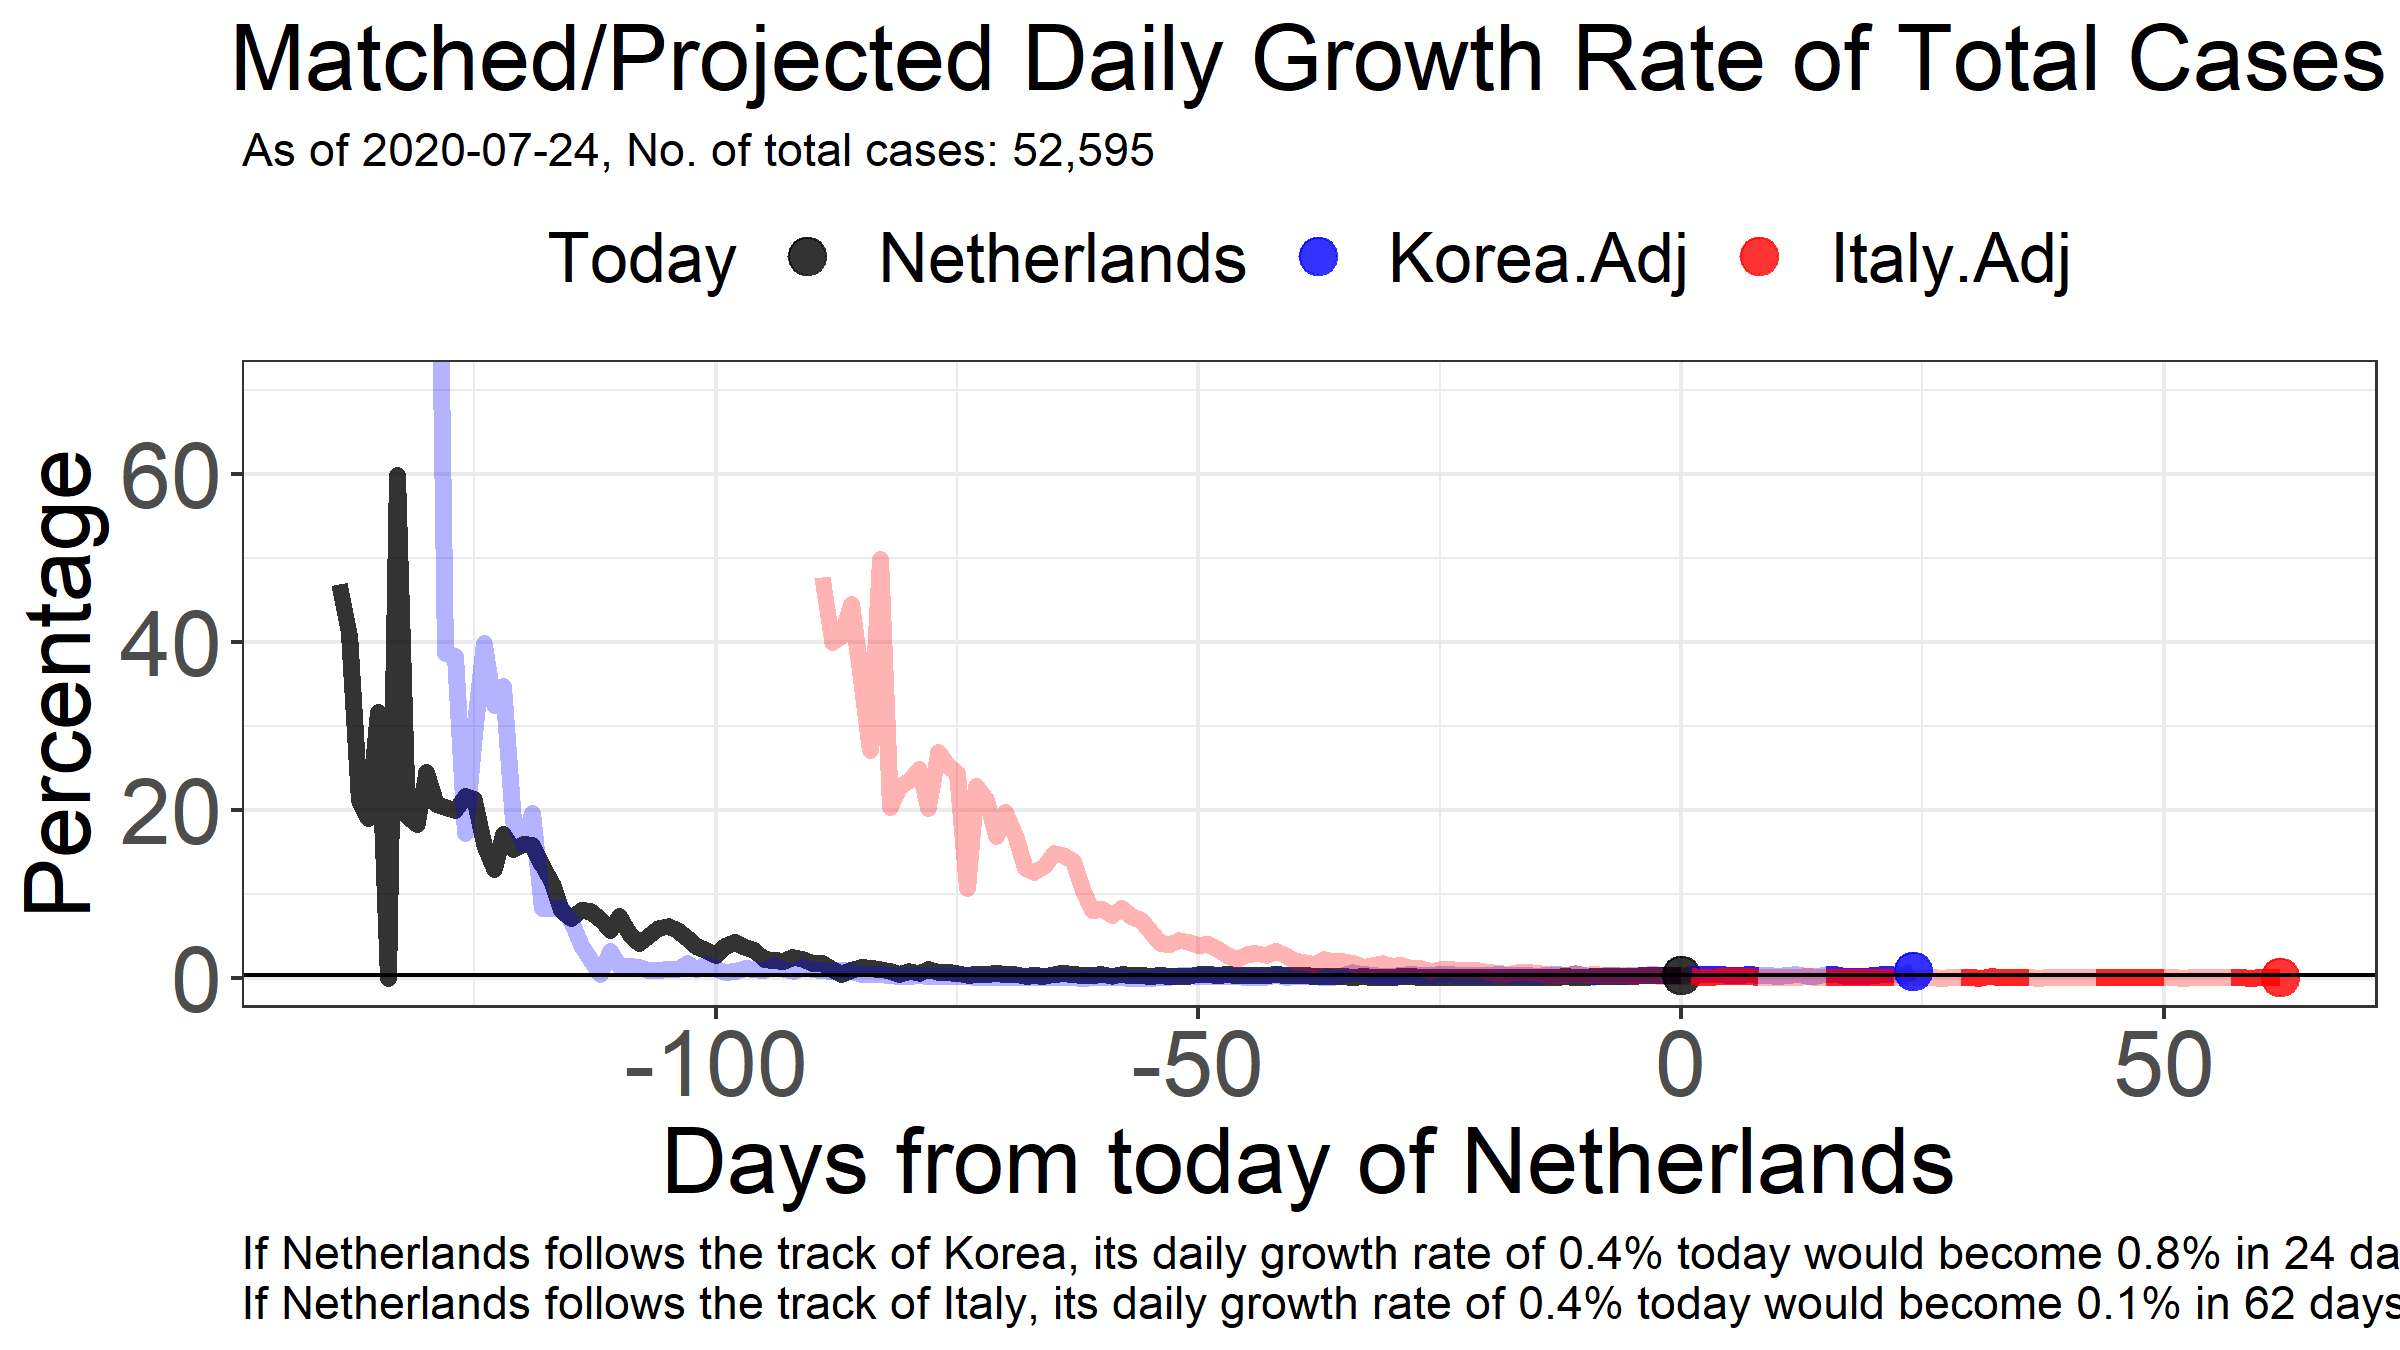 Matched/Projected Daily Growth Rate of Total Cases
As of 2020-07-24, No. of total cases: 52,595
Today Netherlands Korea.Adj Italy.Adj
Percentage
60
40
20
0
-100 -50 0 50
Days from today of Netherlands
If Netherlands follows the track of Korea, its daily growth rate of 0.4% today would become 0.8% in 24 da
If Netherlands follows the track of Italy, its daily growth rate of 0.4% today would become 0.1% in 62 days